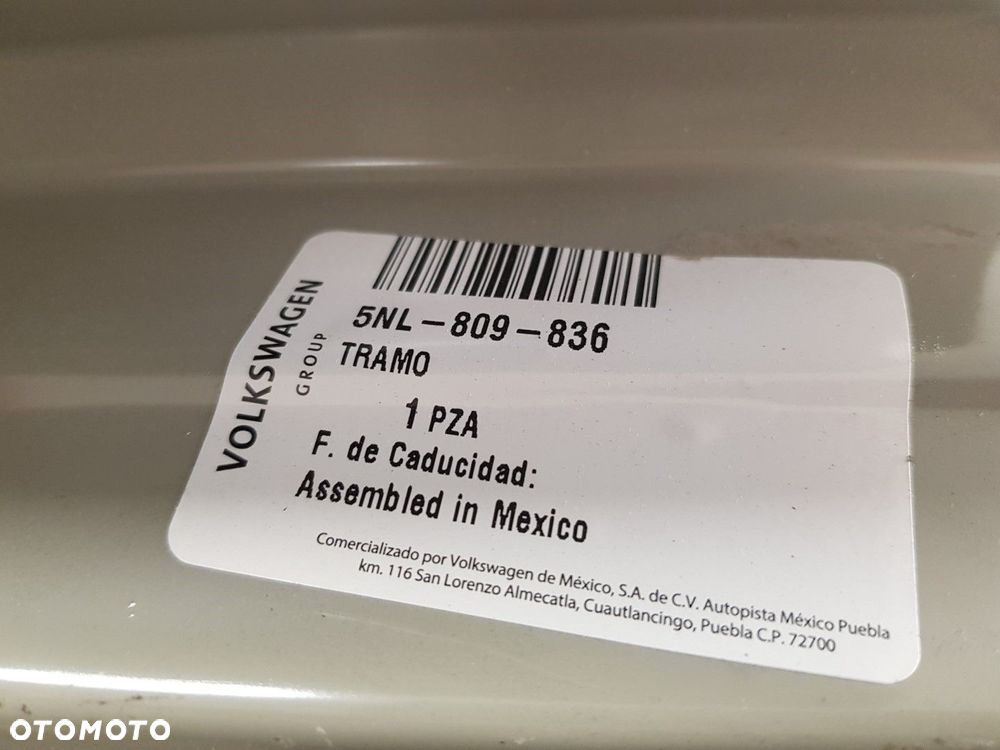 VOLKSWAGEN
GROUP
5NL-809-836
TRAMO
1 PZA
F. de Caducidad:
Assembled in Mexico
Comercializado por Volkswagen de México, S.A. de C.V. Autopista México Puebla
km. 116 San Lorenzo Almecatla, Cuautlancingo, Puebla C.P. 72700
OTOMOTO